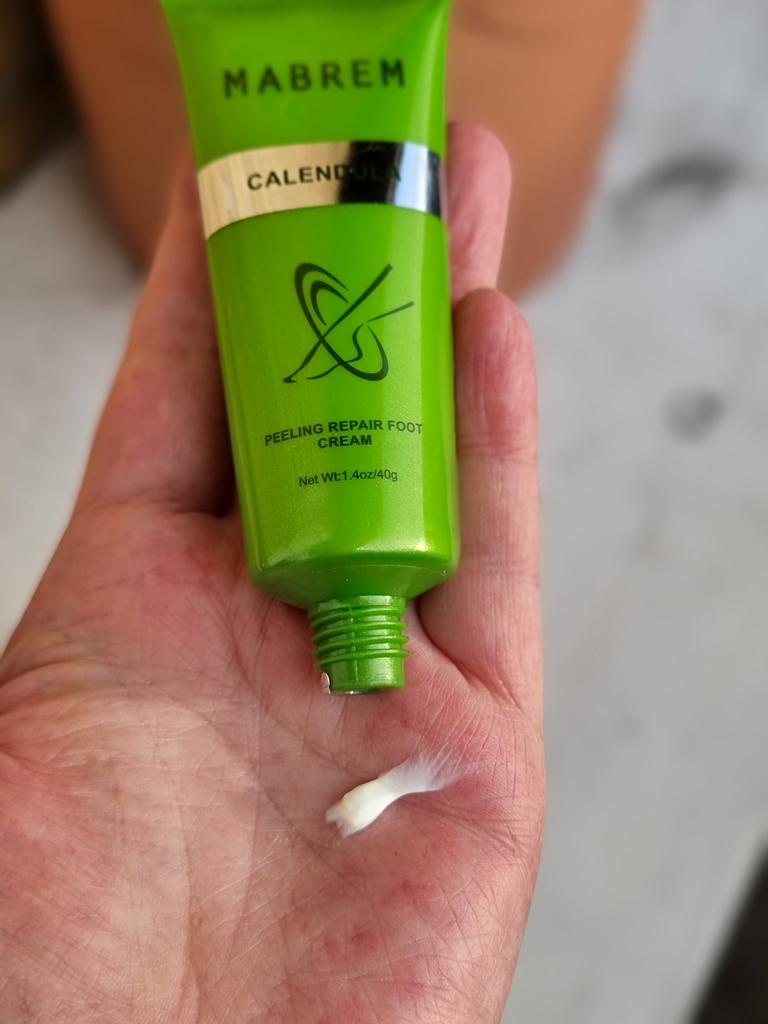 MABREM
CALENDULA
PEELING REPAIR FOOT
CREAM
Net Wt:1.4oz/40g